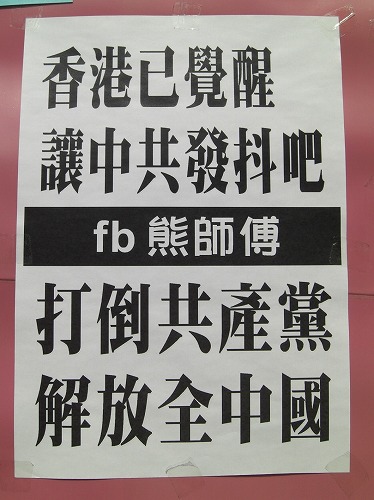 香港已覺醒
讓中共發抖吧
fb 熊師傅
打倒共產黨
解放全中國